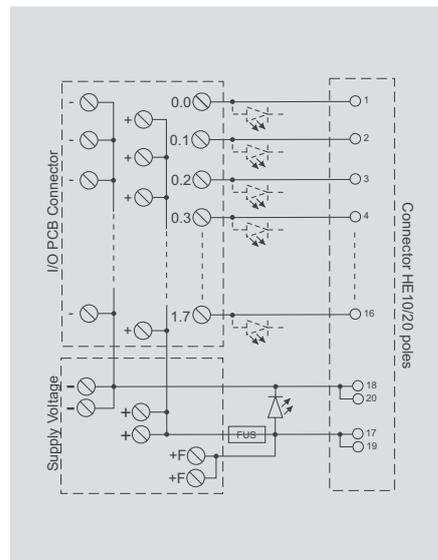 - 0.0 1
+
- 0.1 2
+
- 0.2 3
+
0.3 4
I/O PCB Connector
Connector HE10/20 poles
- 1.7 16
+
Supply Voltage
- 18
- 20
+
+ FUS 17
19
+F
+F